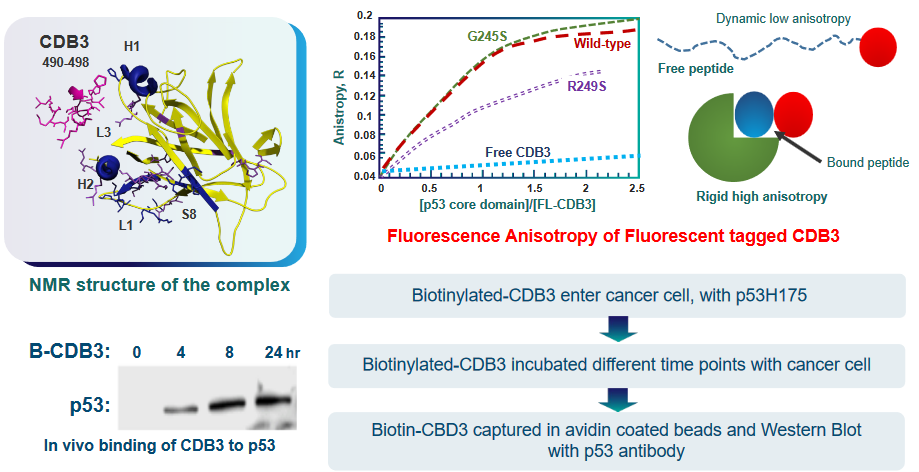 CDB3
490-498
H1
L3
H2
L1
S8
NMR structure of the complex
Anisotropy, R
0.2
0.18
0.16
0.14
0.12
0.1
0.08
0.06
0.04
G245S
Wild-type
R249S
Free CDB3
0
0.5
1
1.5
2
2.5
[p53 core domain]/[FL-CDB3]
Fluorescence Anisotropy of Fluorescent tagged CDB3
Dynamic low anisotropy
Free peptide
Bound peptide
Rigid high anisotropy
B-CDB3: 0 4 8 24 hr
p53:
In vivo binding of CDB3 to p53
Biotinylated-CDB3 enter cancer cell, with p53H175
Biotinylated-CDB3 incubated different time points with cancer cell
Biotin-CBD3 captured in avidin coated beads and Western Blot
with p53 antibody